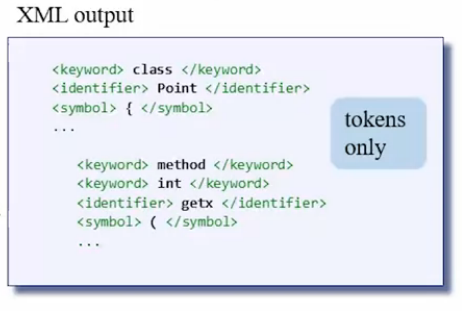 XML output
<keyword> class </keyword>
<identifier> Point </identifier>
<symbol> { </symbol>
...
tokens
only
<keyword> method </keyword>
<keyword> int </keyword>
<identifier> getx </identifier>
<symbol> ( </symbol>
...